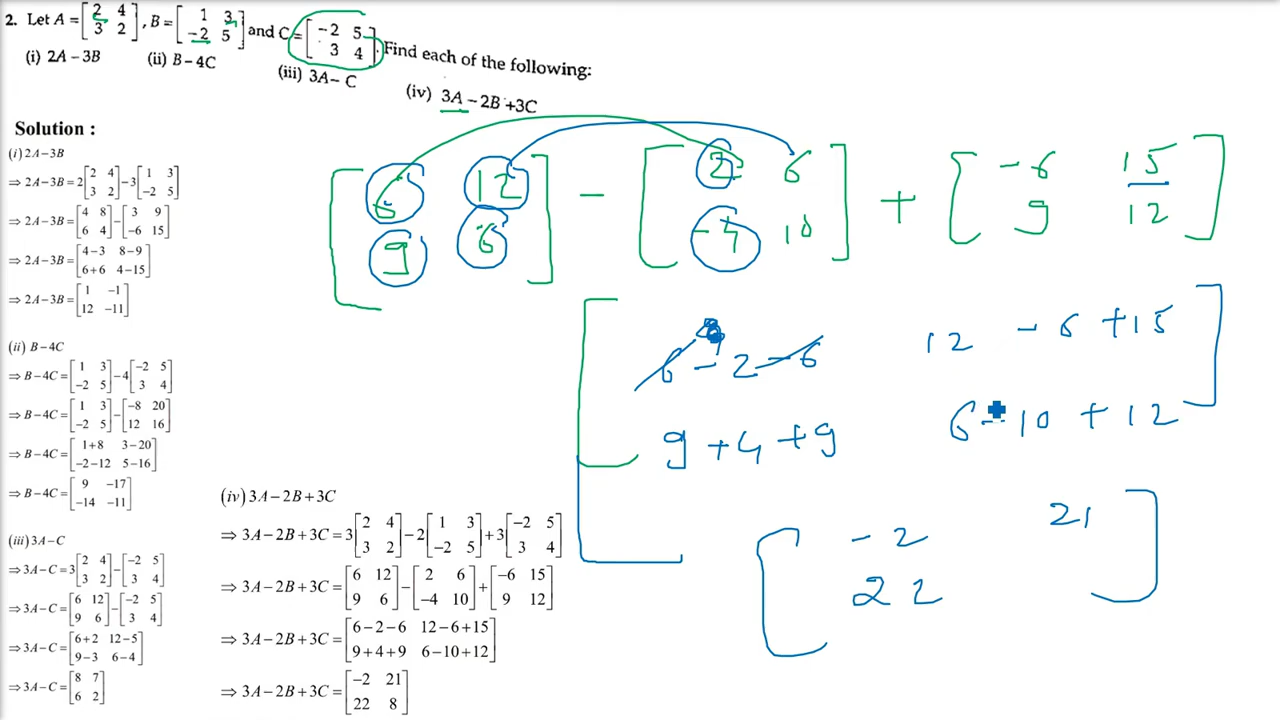 2. Let A = [2 4 3 2], B = [1 3 −2 5] and C = [−2 5 3 4]. Find each of the following:
(i) 2A − 3B (ii) B − 4C (iii) 3A − C (iv) 3A − 2B + 3C
Solution :
(i) 2A−3B
⇒ 2A−3B = 2[2 4 3 2] −3[1 3 −2 5]
⇒ 2A−3B = [4 8 6 4] − [3 9 −6 15]
⇒ 2A−3B = [4−3 8−9 6+6 4−15]
⇒ 2A−3B = [1 −1 12 −11]
(ii) B−4C
⇒ B−4C = [1 3 −2 5] −4[−2 5 3 4]
⇒ B−4C = [1 3 −2 5] − [−8 20 12 16]
⇒ B−4C = [1+8 3−20 −2−12 5−16]
⇒ B−4C = [9 −17 −14 −11]
(iii) 3A−C
⇒ 3A−C = 3[2 4 3 2] − [−2 5 3 4]
⇒ 3A−C = [6 12 9 6] − [−2 5 3 4]
⇒ 3A−C = [6+2 12−5 9−3 6−4]
⇒ 3A−C = [8 7 6 2]
(iv) 3A−2B+3C
⇒ 3A−2B+3C = 3[2 4 3 2] −2[1 3 −2 5] +3[−2 5 3 4]
⇒ 3A−2B+3C = [6 12 9 6] − [2 6 −4 10] + [−6 15 9 12]
⇒ 3A−2B+3C = [6−2−6 12−6+15 9+4+9 6−10+12]
⇒ 3A−2B+3C = [−2 21 22 8]
6 12 − 2 6 + −6 15
9 6 −4 10 9 12
6 − 2 − 6 12 − 6 + 15
9 + 4 + 9 6 − 10 + 12
−2 21
22